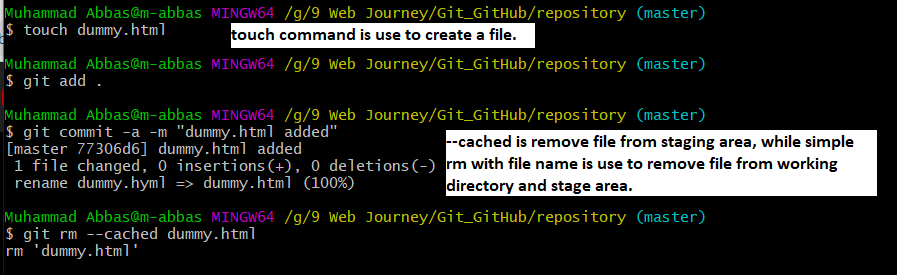 Muhammad Abbas@m-abbas MINGW64 /g/9 Web Journey/Git_GitHub/repository (master)
$ touch dummy.html
touch command is use to create a file.
Muhammad Abbas@m-abbas MINGW64 /g/9 Web Journey/Git_GitHub/repository (master)
$ git add .
Muhammad Abbas@m-abbas MINGW64 /g/9 Web Journey/Git_GitHub/repository (master)
$ git commit -a -m "dummy.html added"
[master 77306d6] dummy.html added
1 file changed, 0 insertions(+), 0 deletions(-)
rename dummy.hyml => dummy.html (100%)
--cached is remove file from staging area, while simple
rm with file name is use to remove file from working
directory and stage area.
Muhammad Abbas@m-abbas MINGW64 /g/9 Web Journey/Git_GitHub/repository (master)
$ git rm --cached dummy.html
rm 'dummy.html'